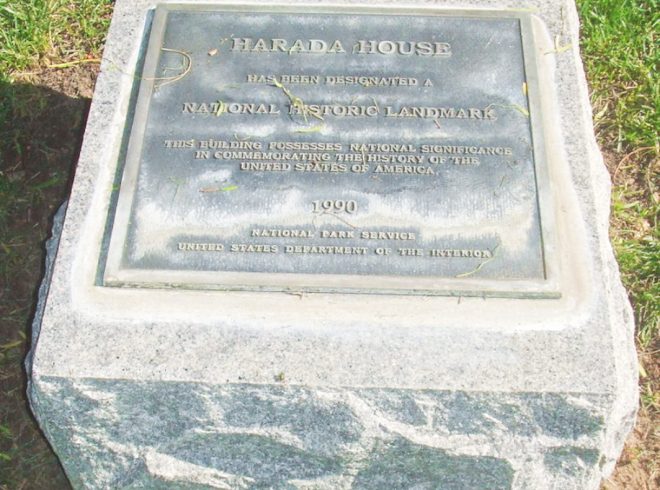 HARADA HOUSE
HAS BEEN DESIGNATED A
NATIONAL HISTORIC LANDMARK
THIS BUILDING POSSESSES NATIONAL SIGNIFICANCE
IN COMMEMORATING THE HISTORY OF THE
UNITED STATES OF AMERICA.
1990
NATIONAL PARK SERVICE
UNITED STATES DEPARTMENT OF THE INTERIOR